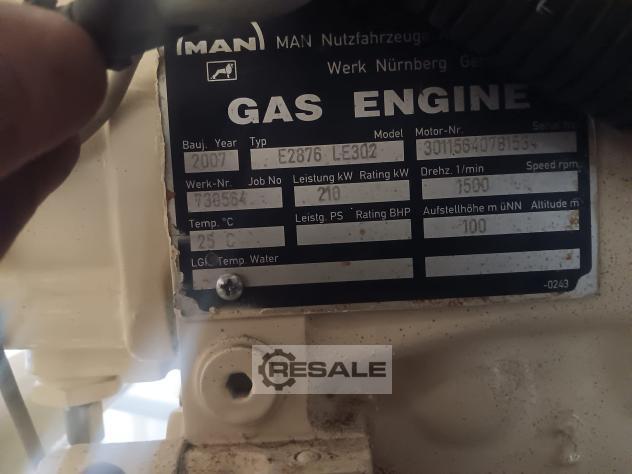 MAN MAN Nutzfahrzeuge
Werk Nürnberg
GAS ENGINE
Bauj. Year Typ Model Motor-Nr.
2007 E2876 LE302
Werk-Nr. Job No Leistung kW Rating kW Drehz. 1/min Speed rpm
730564 210 1500
Temp. °C Leistg. PS Rating BHP Aufstellhöhe m üNN Altitude m
25 C 100
LGK Temp. Water
-0243
RESALE